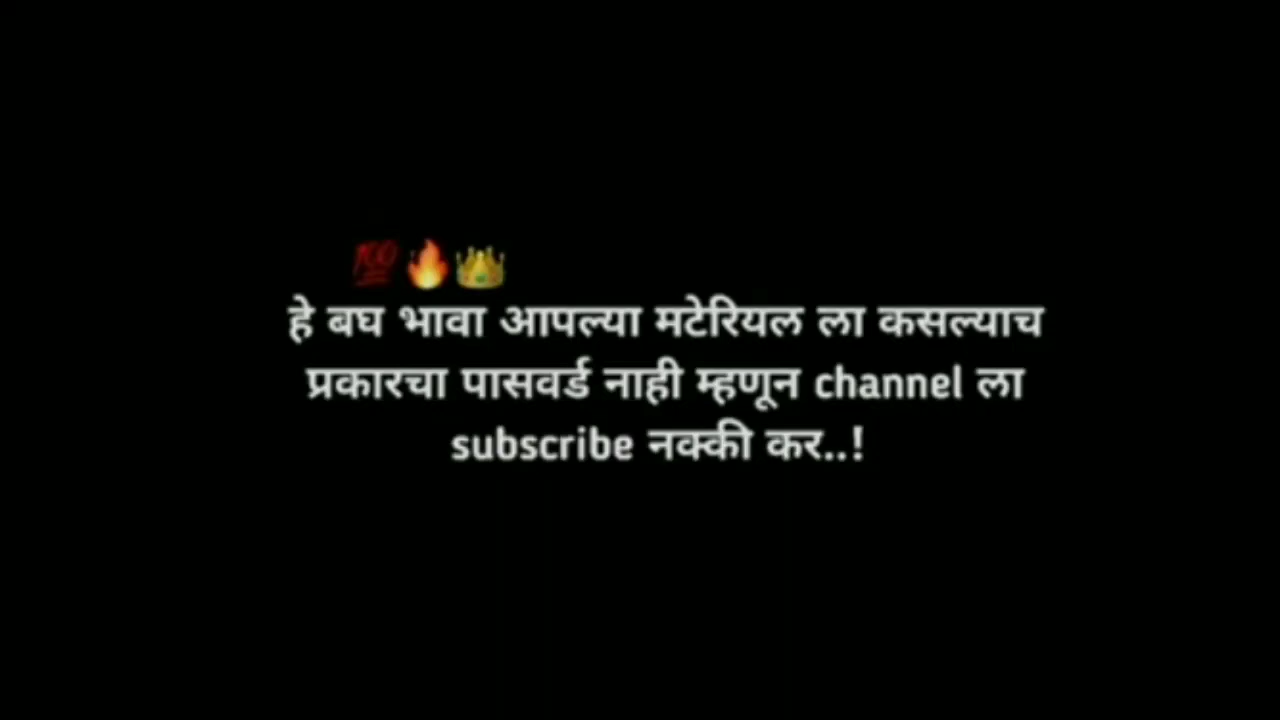 💯🔥👑
हे बघ भावा आपल्या मटेरियल ला कसल्याच
प्रकारचा पासवर्ड नाही म्हणून channel ला
subscribe नक्की कर..!